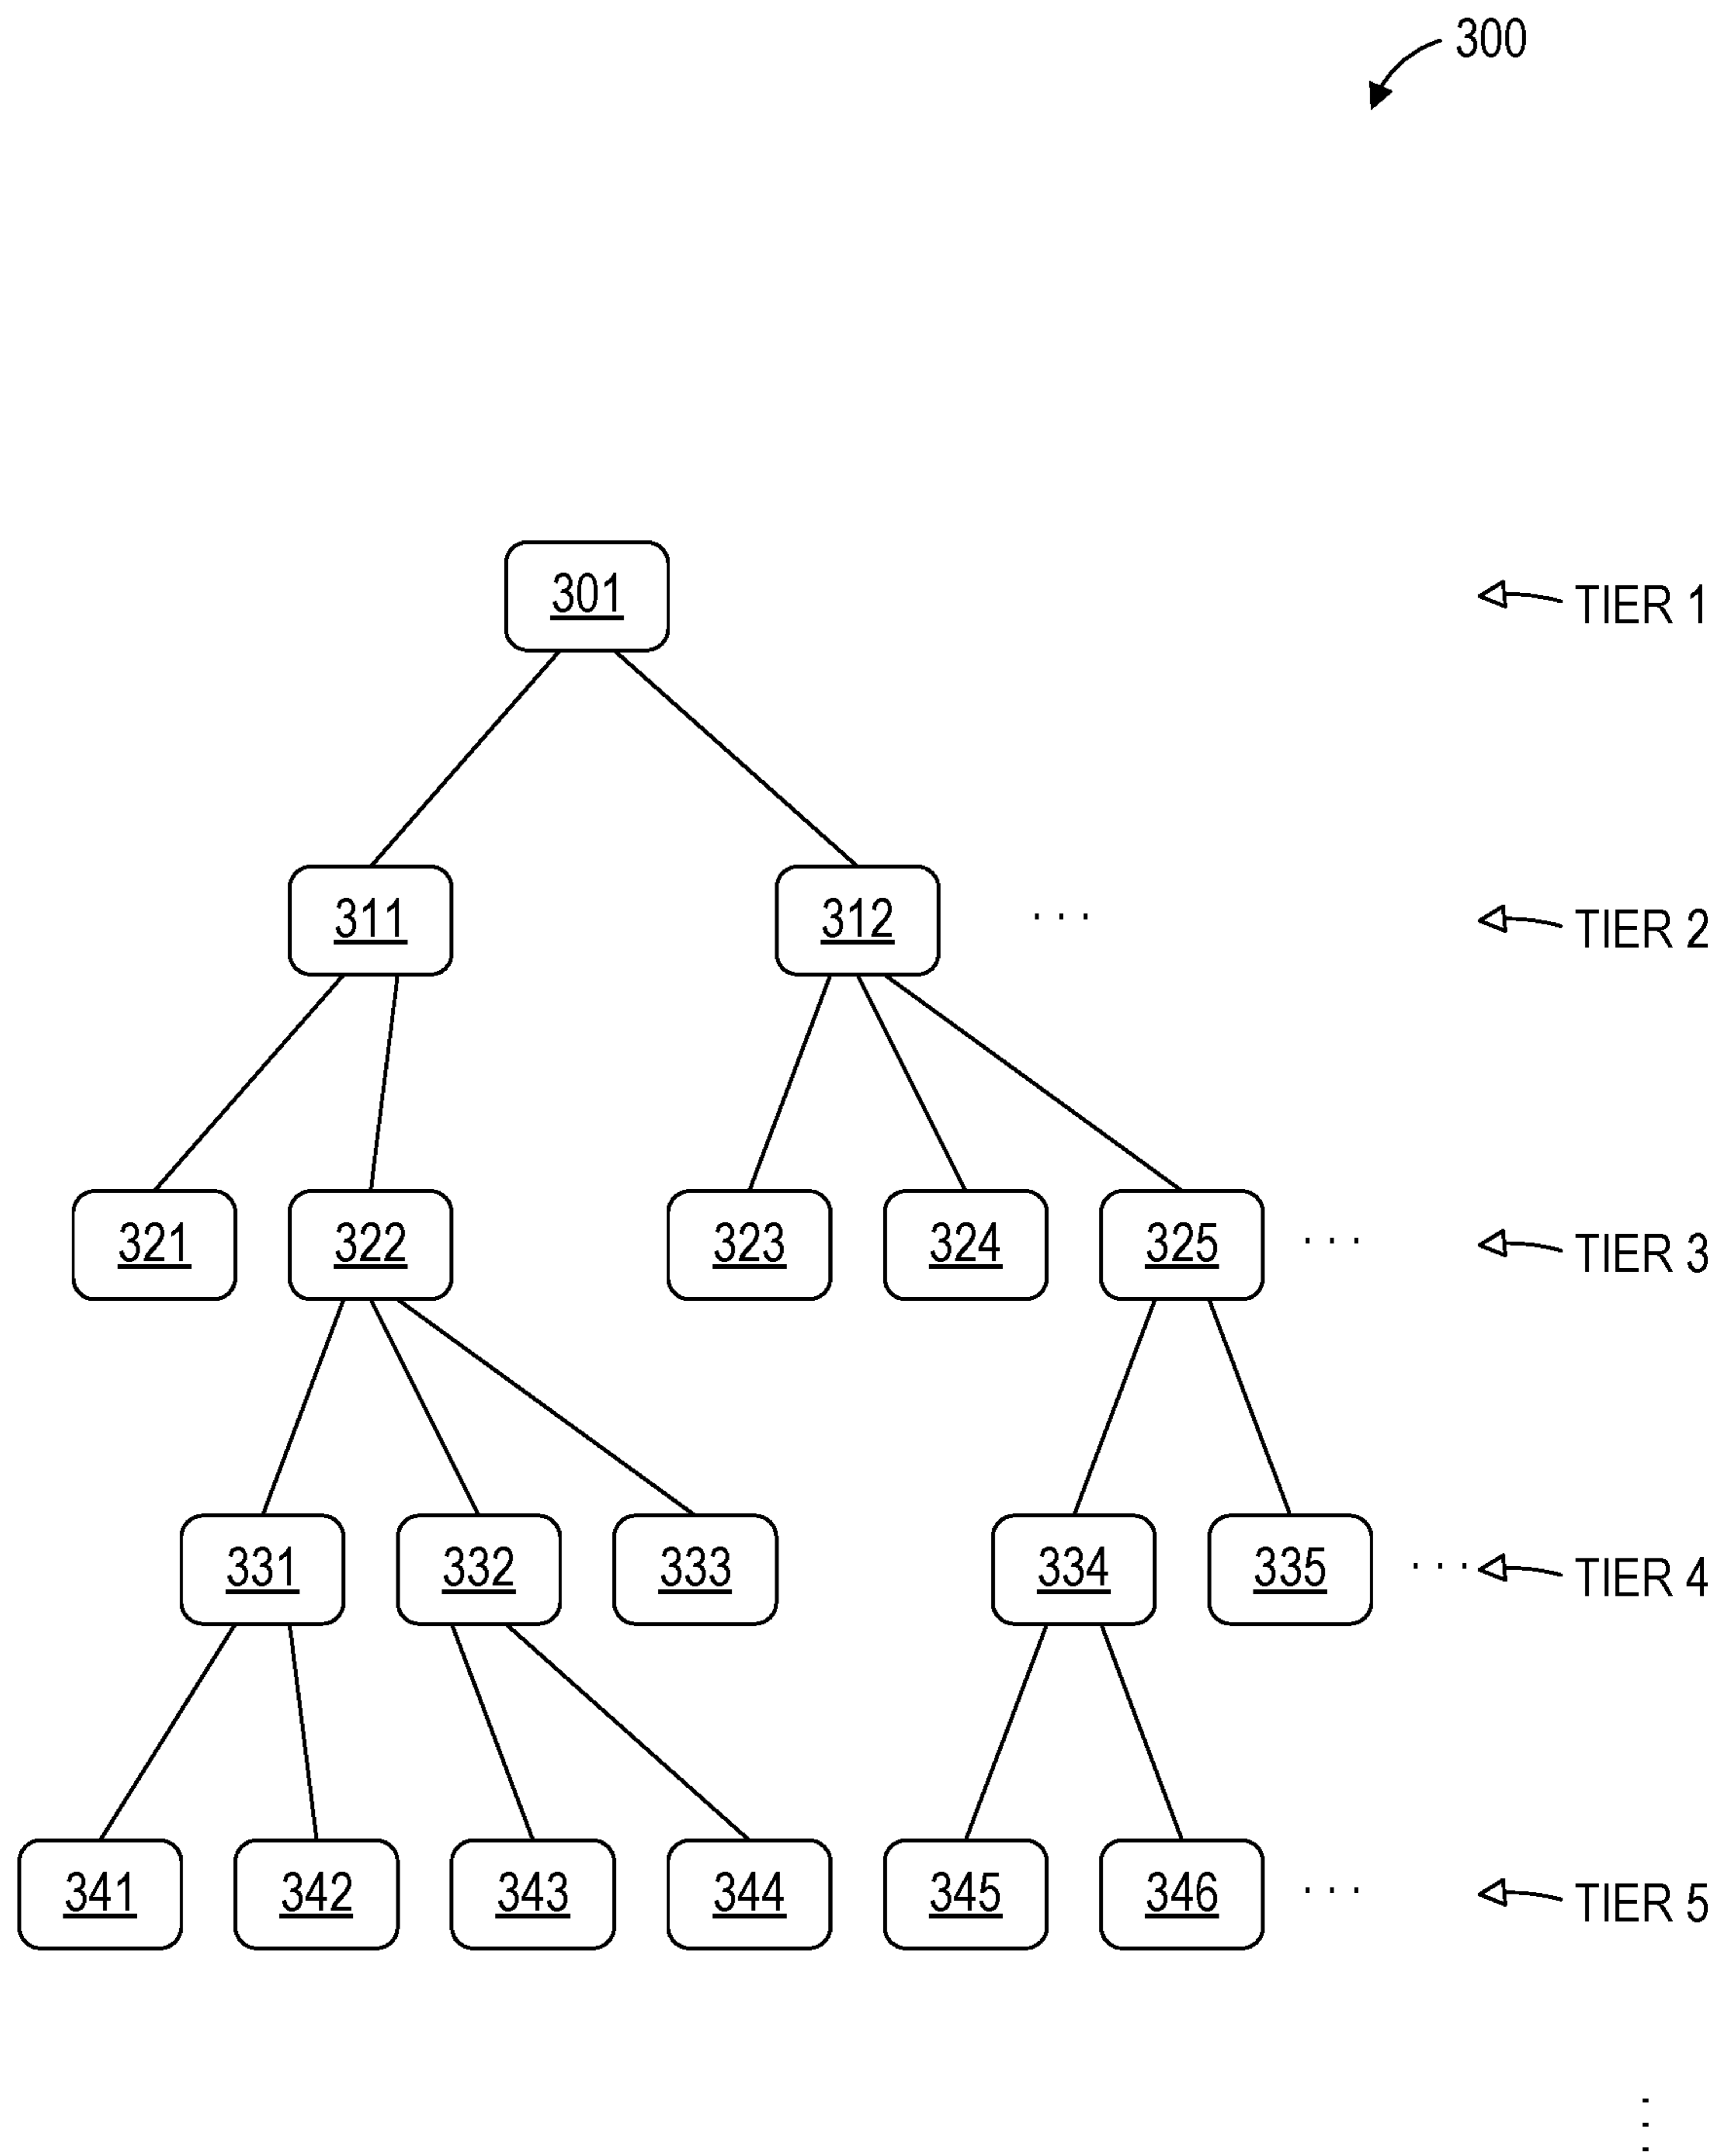 300
301
TIER 1
311
312
. . .
TIER 2
321
322
323
324
325
. . .
TIER 3
331
332
333
334
335
. . .
TIER 4
341
342
343
344
345
346
. . .
TIER 5